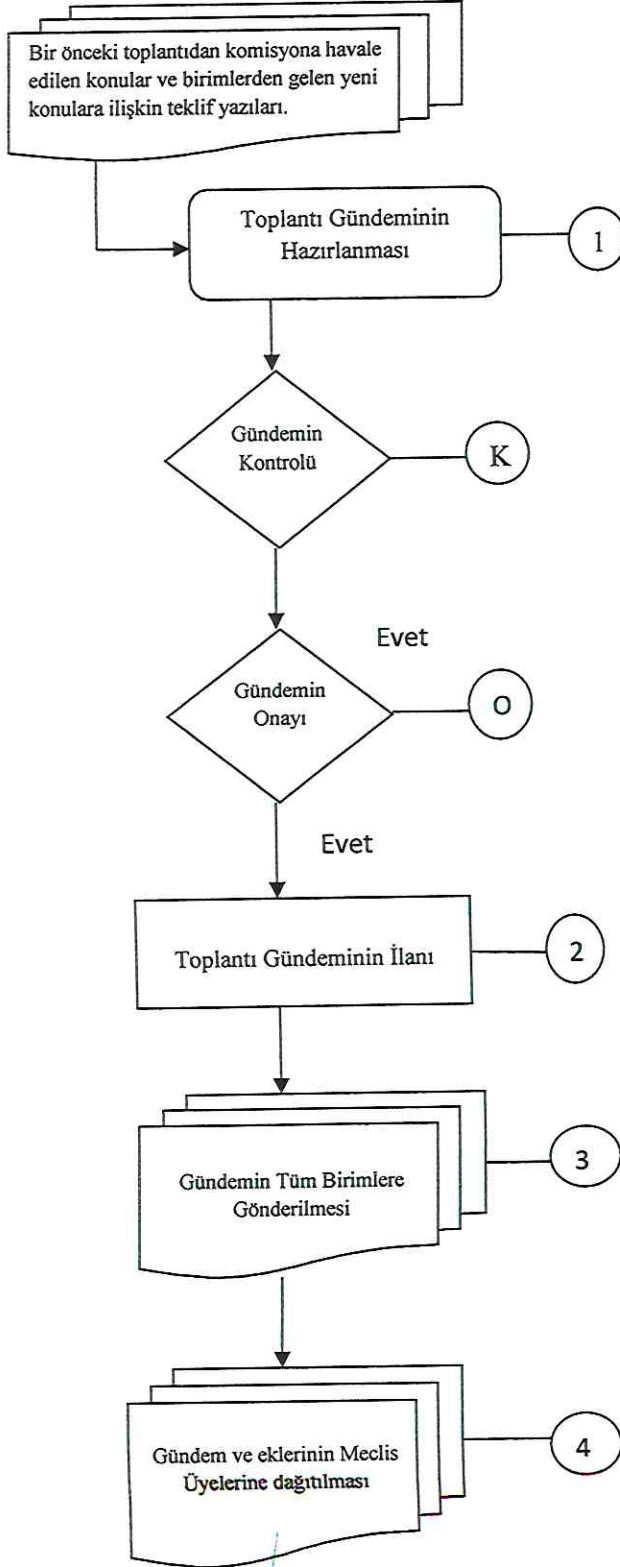 Bir önceki toplantıdan komisyona havale
edilen konular ve birimlerden gelen yeni
konulara ilişkin teklif yazıları.
Toplantı Gündeminin
Hazırlanması
1
Gündemin
Kontrolü
K
Evet
Gündemin
Onayı
O
Evet
Toplantı Gündeminin İlanı
2
Gündemin Tüm Birimlere
Gönderilmesi
3
Gündem ve eklerinin Meclis
Üyelerine dağıtılması
4